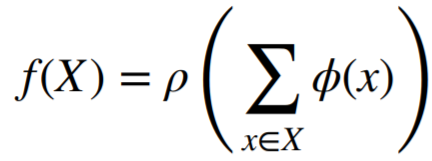 f(X) = ρ ( ∑_{x∈X} ϕ(x) )